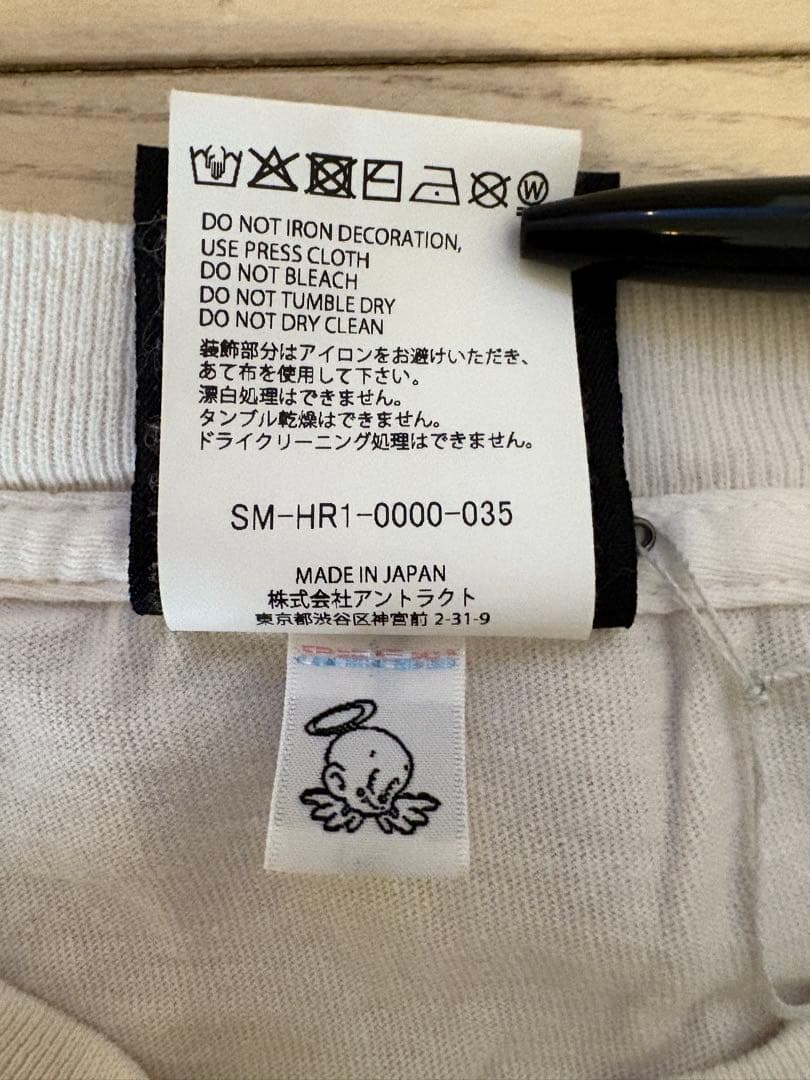 W
DO NOT IRON DECORATION,
USE PRESS CLOTH
DO NOT BLEACH
DO NOT TUMBLE DRY
DO NOT DRY CLEAN
装飾部分はアイロンをお避けいただき、
あて布を使用して下さい。
漂白処理はできません。
タンブル乾燥はできません。
ドライクリーニング処理はできません。
SM-HR1-0000-035
MADE IN JAPAN
株式会社アントラクト
東京都渋谷区神宮前 2-31-9